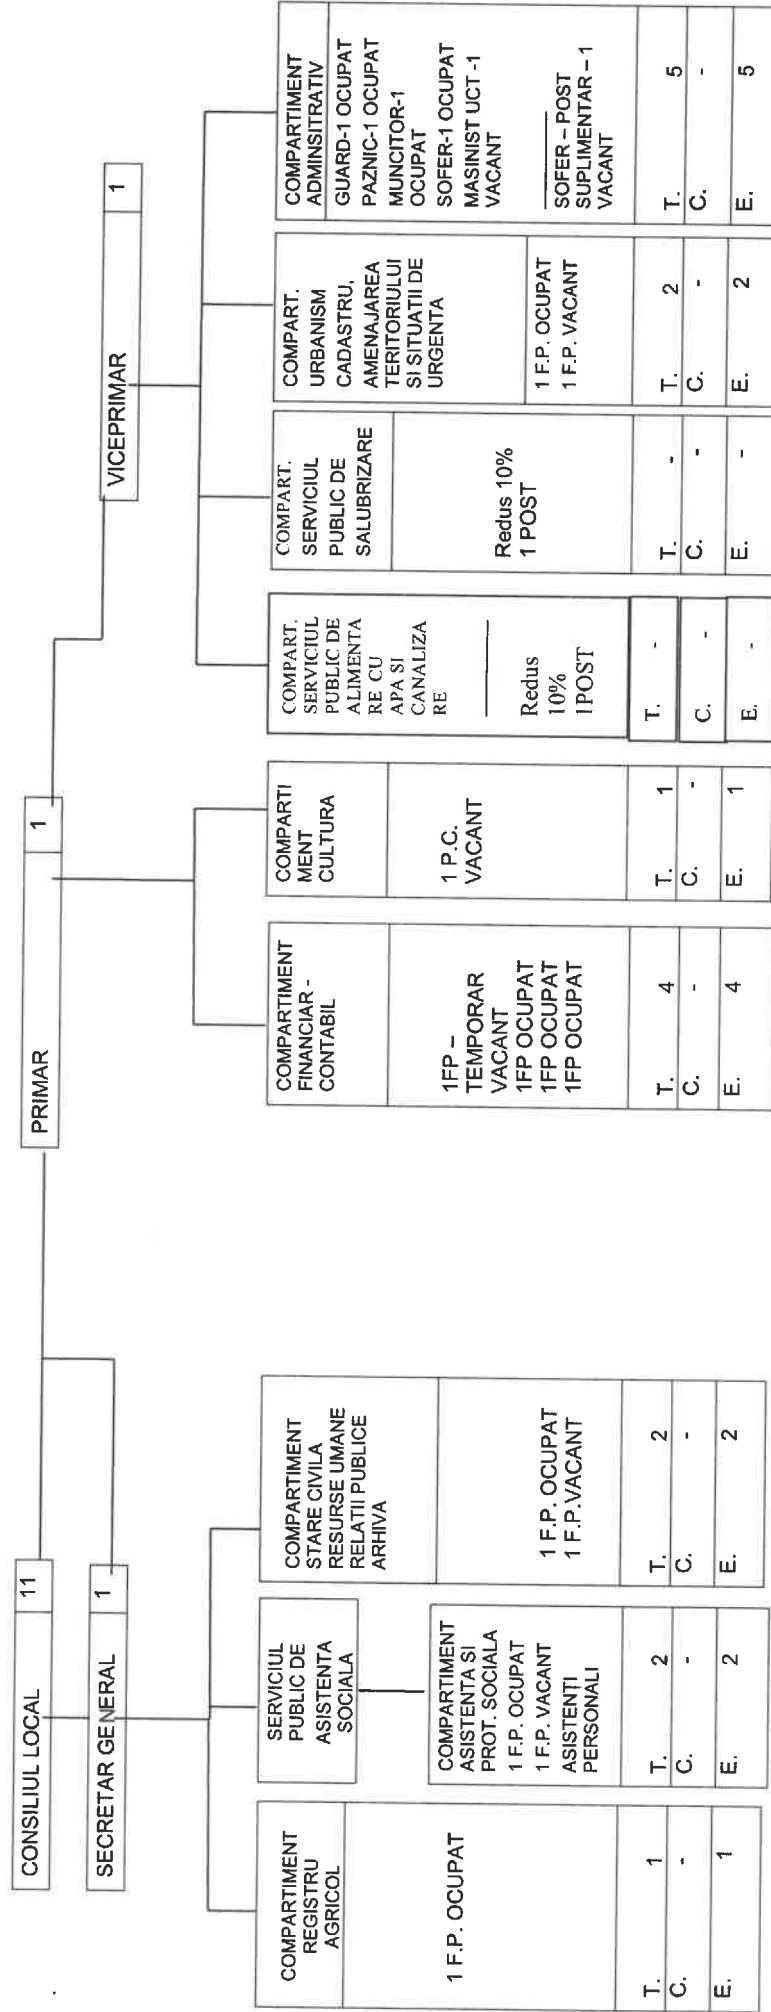 CONSILIUL LOCAL 11
SECRETAR GENERAL 1
PRIMAR 1
VICEPRIMAR 1
COMPARTIMENT
REGISTRU
AGRICOL
1 F.P. OCUPAT
T. 1
C. -
E. 1
SERVICIUL
PUBLIC DE
ASISTENTA
SOCIALA
COMPARTIMENT
ASISTENTA SI
PROT. SOCIALA
1 F.P. OCUPAT
1 F.P. VACANT
ASISTENȚI
PERSONALI
T. 2
C. -
E. 2
COMPARTIMENT
STARE CIVILA
RESURSE UMANE
RELATII PUBLICE
ARHIVA
1 F.P. OCUPAT
1 F.P.VACANT
T. 2
C. -
E. 2
COMPARTIMENT
FINANCIAR -
CONTABIL
1FP –
TEMPORAR
VACANT
1FP OCUPAT
1FP OCUPAT
1FP OCUPAT
T. 4
C. -
E. 4
COMPARTI
MENT
CULTURA
1 P.C.
VACANT
T. 1
C. -
E. 1
COMPART.
SERVICIUL
PUBLIC DE
ALIMENTA
RE CU
APA SI
CANALIZA
RE
Redus
10%
1POST
T. -
C. -
E. -
COMPART.
SERVICIUL
PUBLIC DE
SALUBRIZARE
Redus 10%
1 POST
T. -
C. -
E. -
COMPART.
URBANISM
CADASTRU,
AMENAJAREA
TERITORIULUI
SI SITUATII DE
URGENTA
1 F.P. OCUPAT
1 F.P. VACANT
T. 2
C. -
E. 2
COMPARTIMENT
ADMINSITRATIV
GUARD-1 OCUPAT
PAZNIC-1 OCUPAT
MUNCITOR-1
OCUPAT
SOFER-1 OCUPAT
MASINIST UCT -1
VACANT
SOFER – POST
SUPLIMENTAR – 1
VACANT
T. 5
C. -
E. 5